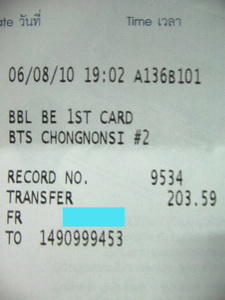 ate วันที่ Time เวลา
06/08/10 19:02 A136B101
BBL BE 1ST CARD
BTS CHONGNONSI #2
RECORD NO. 9534
TRANSFER 203.59
FR
TO 1490999453